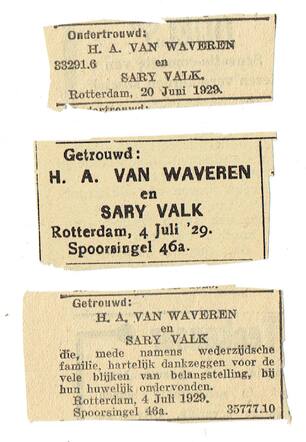 Ondertrouwd:
H. A. VAN WAVEREN
33291.6 en
SARY VALK.
Rotterdam, 20 Juni 1929.
Getrouwd:
H. A. VAN WAVEREN
en
SARY VALK
Rotterdam, 4 Juli '29.
Spoorsingel 46a.
Getrouwd:
H. A. VAN WAVEREN
en
SARY VALK
die, mede namens wederzijdsche
familie, hartelijk dankzeggen voor de
vele blijken van belangstelling, bij
hun huwelijk ondervonden.
Rotterdam, 4 Juli 1929.
Spoorsingel 46a. 35777.10